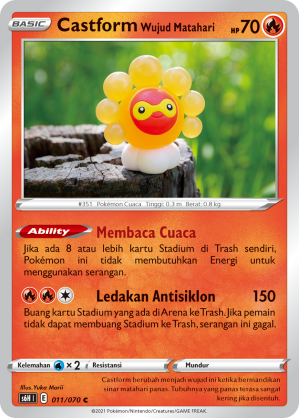 BASIC Castform Wujud Matahari HP 70
#351 Pokémon Cuaca Tinggi: 0.3 m Berat: 0.8 kg
Ability Membaca Cuaca
Jika ada 8 atau lebih kartu Stadium di Trash sendiri,
Pokémon ini tidak membutuhkan Energi untuk
menggunakan serangan.
Ledakan Antisiklon 150
Buang kartu Stadium yang ada di Arena ke Trash. Jika pemain
tidak dapat membuang Stadium ke Trash, serangan ini gagal.
Kelemahan ×2 Resistansi Mundur
Illus. Yuka Morii
S6H I E 011/070 C
Castform berubah menjadi wujud ini ketika bermandikan
sinar matahari panas. Tubuhnya yang panas terasa sangat
kering jika disentuh.
©2021 Pokémon/Nintendo/Creatures/GAME FREAK